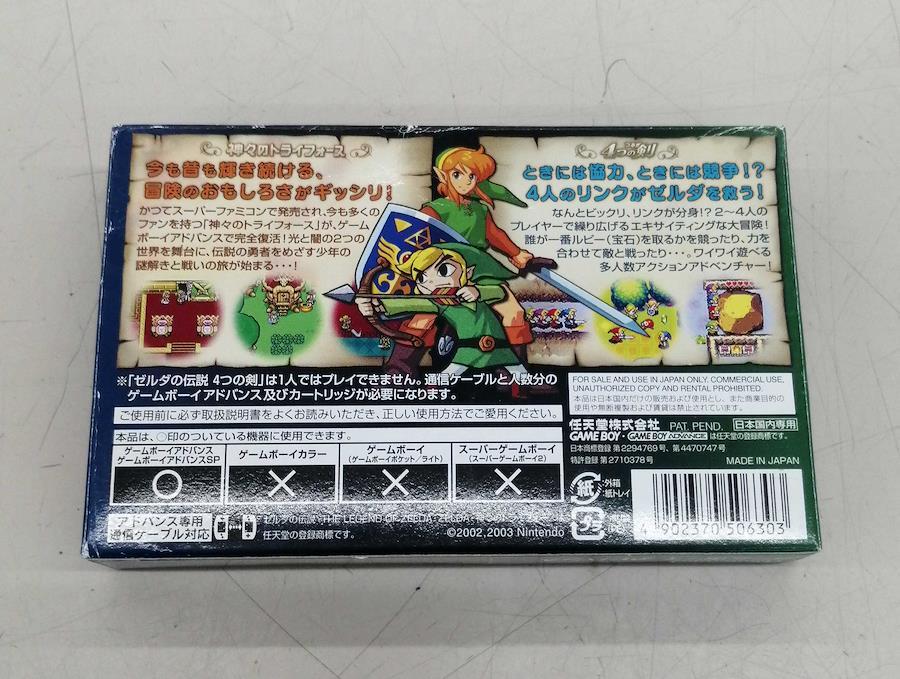 神々のトライフォース
今も昔も輝き続ける、
冒険のおもしろさがギッシリ!
かつてスーパーファミコンで発売され、今も多くの
ファンを持つ「神々のトライフォース」が、ゲーム
ボーイアドバンスで完全復活!光と闇の2つの
世界を舞台に、伝説の勇者をめざす少年の
謎解きと戦いの旅が始まる…!
4つの剣
ときには協力、ときには競争!?
4人のリンクがゼルダを救う!
なんとビックリ、リンクが分身!?2〜4人の
プレイヤーで繰り広げるエキサイティングな大冒険!
誰が一番ルビー(宝石)を取るかを競ったり、力を
合わせて敵と戦ったり・・・。ワイワイ遊べる
多人数アクションアドベンチャー!
※「ゼルダの伝説 4つの剣」は1人ではプレイできません。通信ケーブルと人数分の
ゲームボーイアドバンス及びカートリッジが必要になります。
ご使用前に必ず取扱説明書をよくお読みいただき、正しい使用方法でご愛用ください。
本品は、○印のついている機器に使用できます。
ゲームボーイアドバンス
ゲームボーイアドバンスSP
ゲームボーイカラー
ゲームボーイ
(ゲームボーイポケット/ライト)
スーパーゲームボーイ
(スーパーゲームボーイ2)
○
×
×
×
アドバンス専用
通信ケーブル対応
ゼルダの伝説・THE LEGEND OF ZELDA・ZELDA
任天堂の登録商標です。
©2002,2003 Nintendo
FOR SALE AND USE IN JAPAN ONLY. COMMERCIAL USE,
UNAUTHORIZED COPY AND RENTAL PROHIBITED.
本品は日本国内だけの販売および使用とし、また商業目的の
使用や無断複製および賃貸は禁止されています。
任天堂株式会社 PAT. PEND. 日本国内専用
GAME BOY・GAME BOY ADVANCE は任天堂の登録商標です。
日本商標登録 第2294769号、第4470747号
特許登録 第2710378号
MADE IN JAPAN
紙
:外箱
:紙トレイ
プラ
4 902370 506303